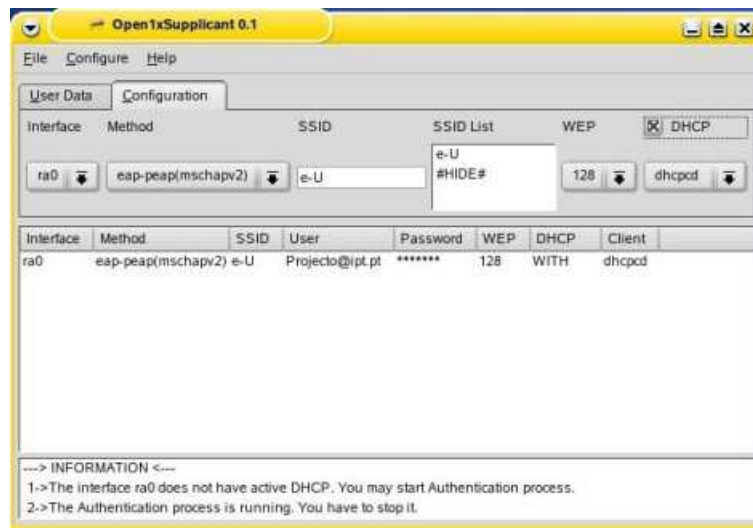 Open1xSupplicant 0.1
File Configure Help
User Data Configuration
Interface Method SSID SSID List WEP DHCP
ra0 eap-peap(mschapv2) e-U e-U 128 dhcpcd
#HIDE#
Interface Method SSID User Password WEP DHCP Client
ra0 eap-peap(mschapv2) e-U Projecto@ipt.pt ******* 128 WITH dhcpcd
---> INFORMATION <---
1->The interface ra0 does not have active DHCP. You may start Authentication process.
2->The Authentication process is running. You have to stop it.